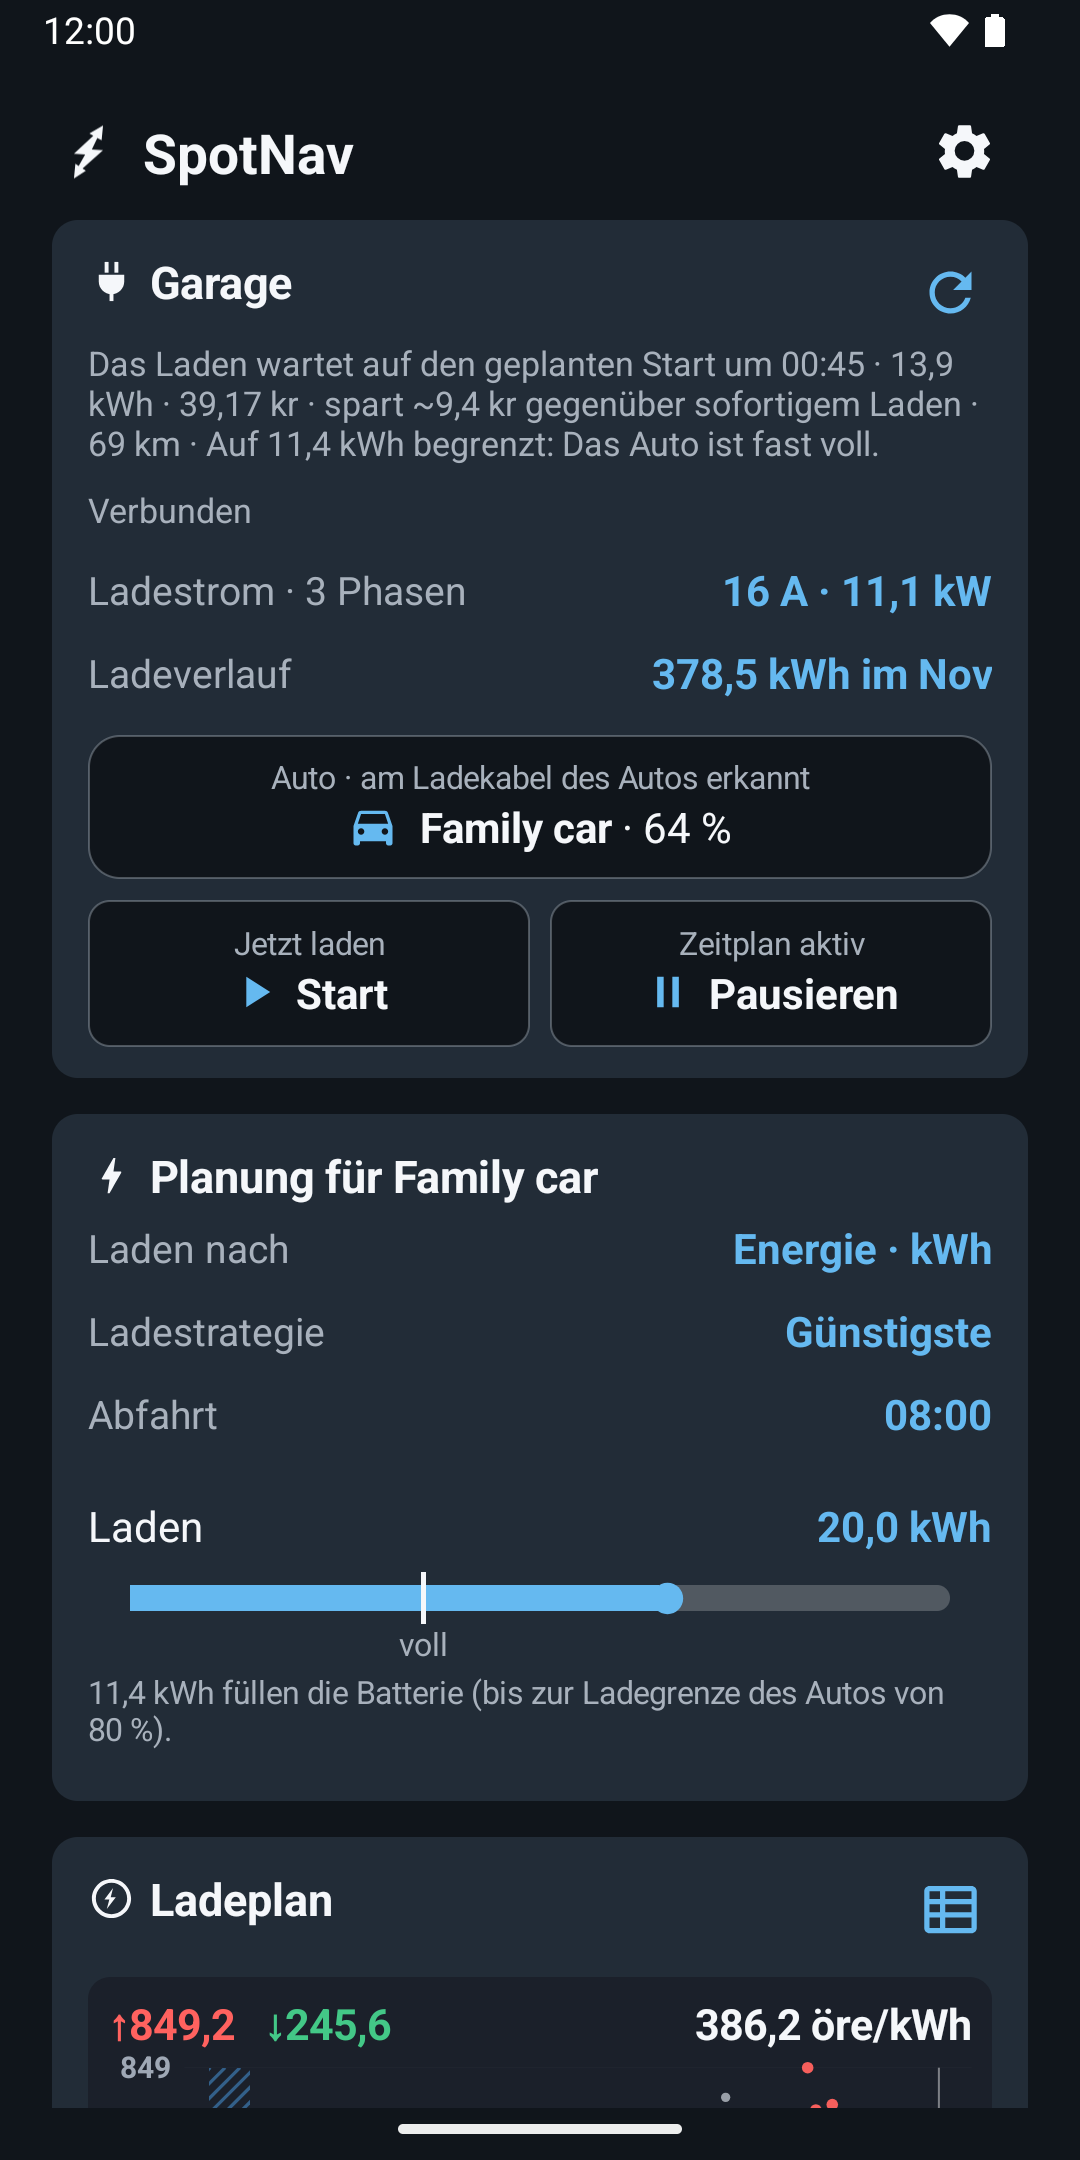 12:00
SpotNav
Garage
Das Laden wartet auf den geplanten Start um 00:45 · 13,9
kWh · 39,17 kr · spart ~9,4 kr gegenüber sofortigem Laden ·
69 km · Auf 11,4 kWh begrenzt: Das Auto ist fast voll.
Verbunden
Ladestrom · 3 Phasen 16 A · 11,1 kW
Ladeverlauf 378,5 kWh im Nov
Auto · am Ladekabel des Autos erkannt
Family car · 64 %
Jetzt laden
Start
Zeitplan aktiv
Pausieren
Planung für Family car
Laden nach Energie · kWh
Ladestrategie Günstigste
Abfahrt 08:00
Laden 20,0 kWh
voll
11,4 kWh füllen die Batterie (bis zur Ladegrenze des Autos von
80 %).
Ladeplan
↑849,2 ↓245,6 386,2 öre/kWh
849